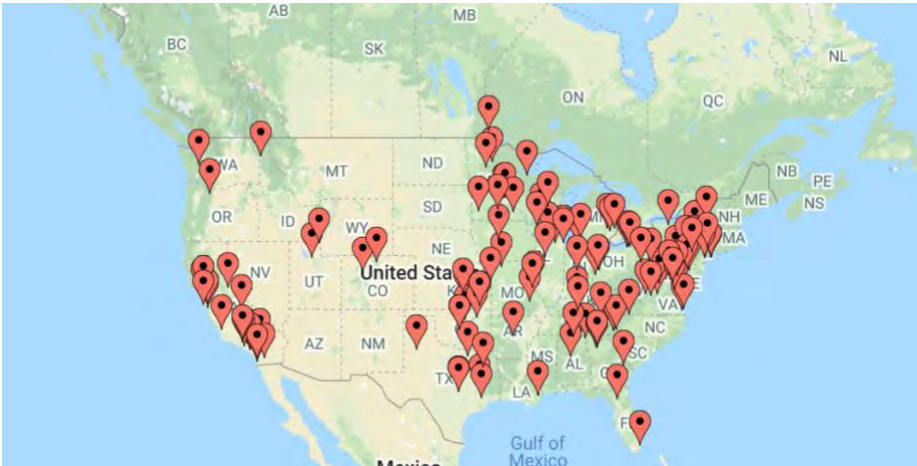 AB
MB
BC
SK
NL
ON
QC
WA
MT
ND
NB
PE
ME
NS
OR
SD
ID
WY
NH
MA
NE
NV
United Sta
OH
UT
CO
MO
VA
AZ
NM
AR
NC
SC
MS
AL
TX
LA
Gulf of
Mexico
Mexico